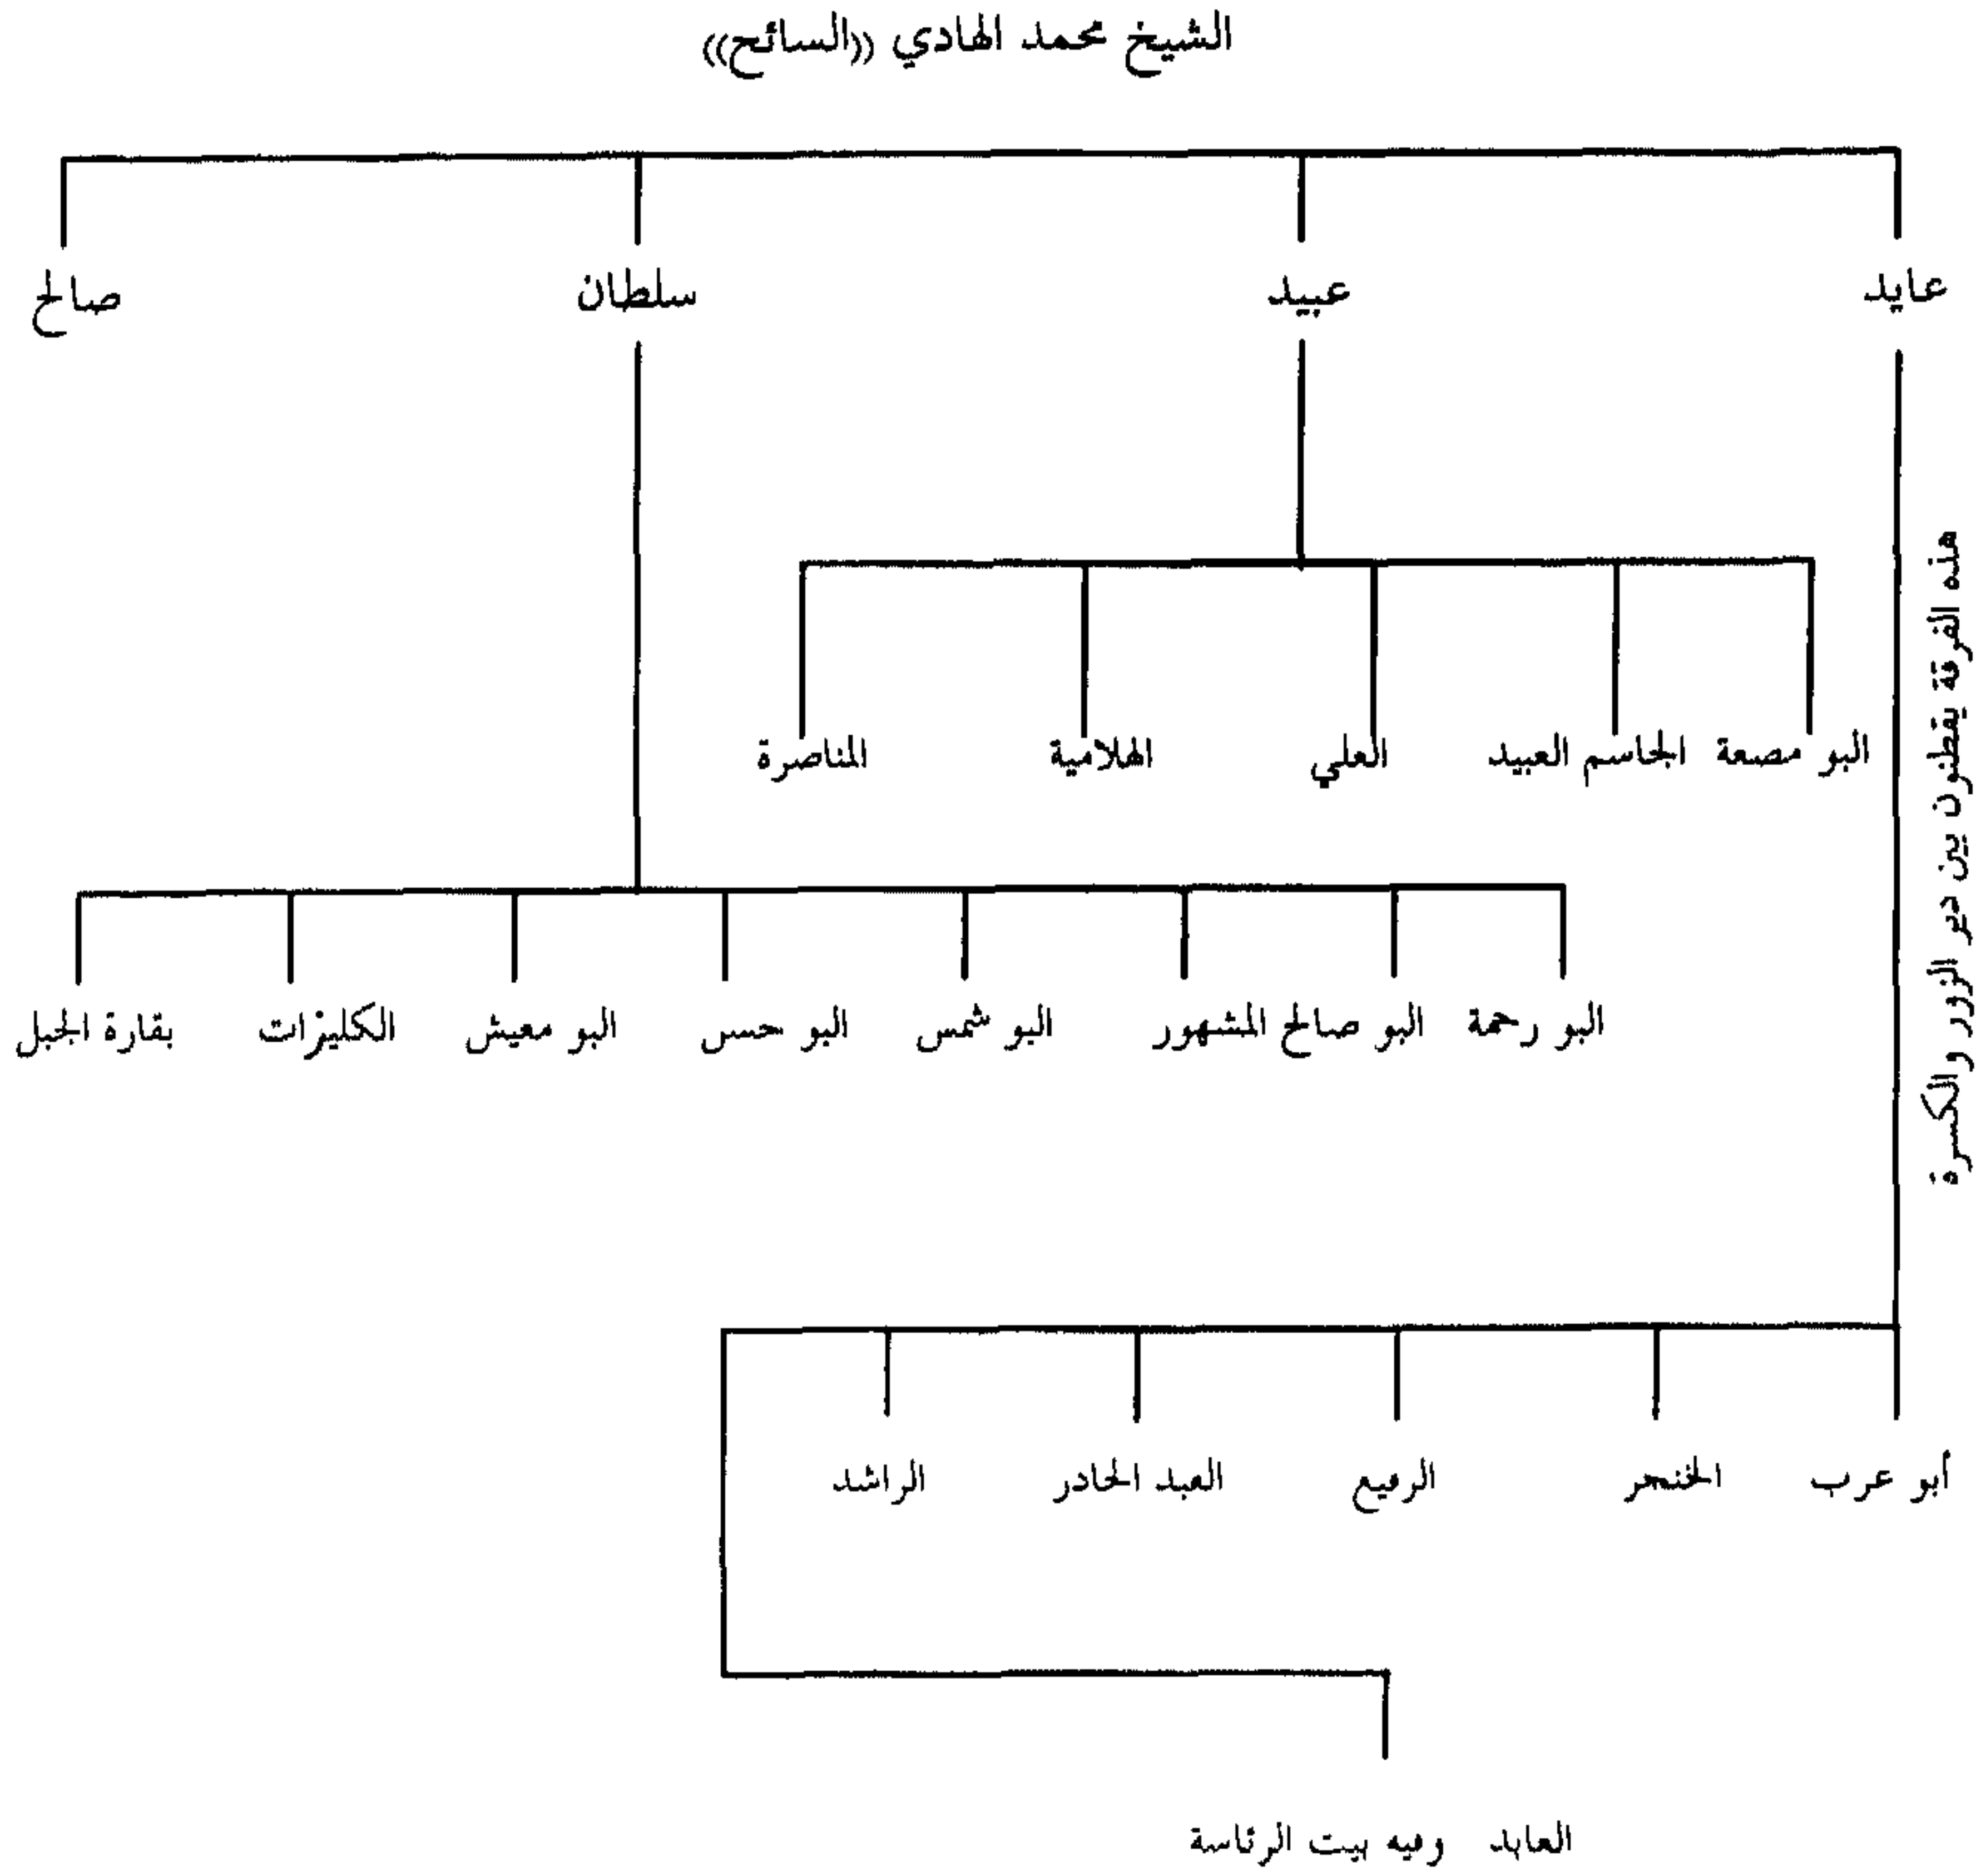 الشيخ محمد الهادي ((السائح))
عايد عبيد سلطان صالح
هذه الفرقة يقطنون بين دير الزور والكسرة
البو مصعة الجاسم العبيد العلي الهلامية المناصرة
البو رحمة البو صالح المشهور البو شمس البو حسن البو معيش الكليزات بقارة الجبل
أبو عرب الخنجر الرميع العبد الحادر الراشد
العابد وفيه بيت الرئاسة